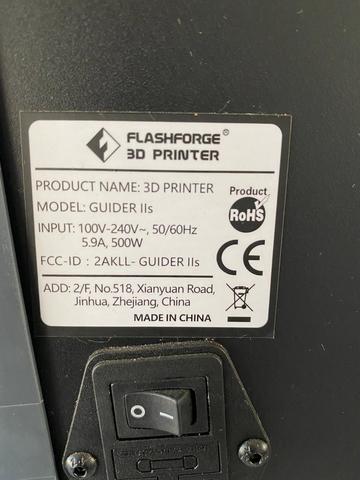 FLASHFORGE®
3D PRINTER
PRODUCT NAME: 3D PRINTER
Product
RoHS
MODEL: GUIDER IIs
INPUT: 100V-240V~, 50/60Hz
5.9A, 500W
CE
FCC-ID : 2AKLL- GUIDER IIs
ADD: 2/F, No.518, Xianyuan Road,
Jinhua, Zhejiang, China
MADE IN CHINA
O I